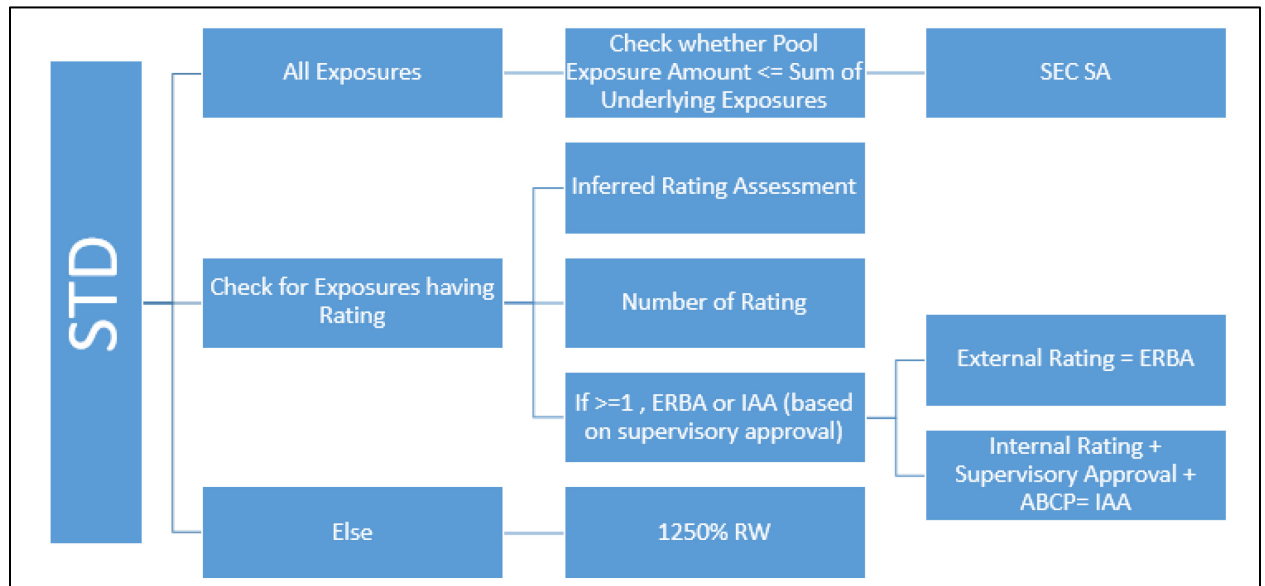 STD
All Exposures
Check whether Pool
Exposure Amount <= Sum of
Underlying Exposures
SEC SA
Check for Exposures having
Rating
Inferred Rating Assessment
Number of Rating
If >=1 , ERBA or IAA (based
on supervisory approval)
External Rating = ERBA
Internal Rating +
Supervisory Approval +
ABCP= IAA
Else
1250% RW